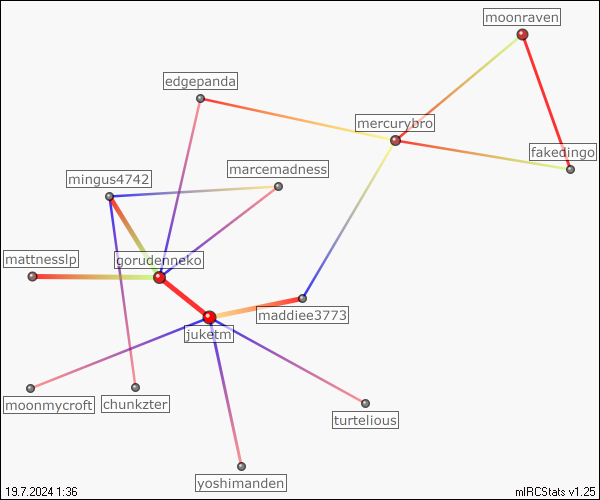 moonraven
edgepanda
mercurybro
fakedingo
marcemadness
mingus4742
mattnesslp
gorudenneko
maddiee3773
juketm
moonmycroft
chunkzter
turtelious
yoshimanden
19.7.2024 1:36
mIRCStats v1.25